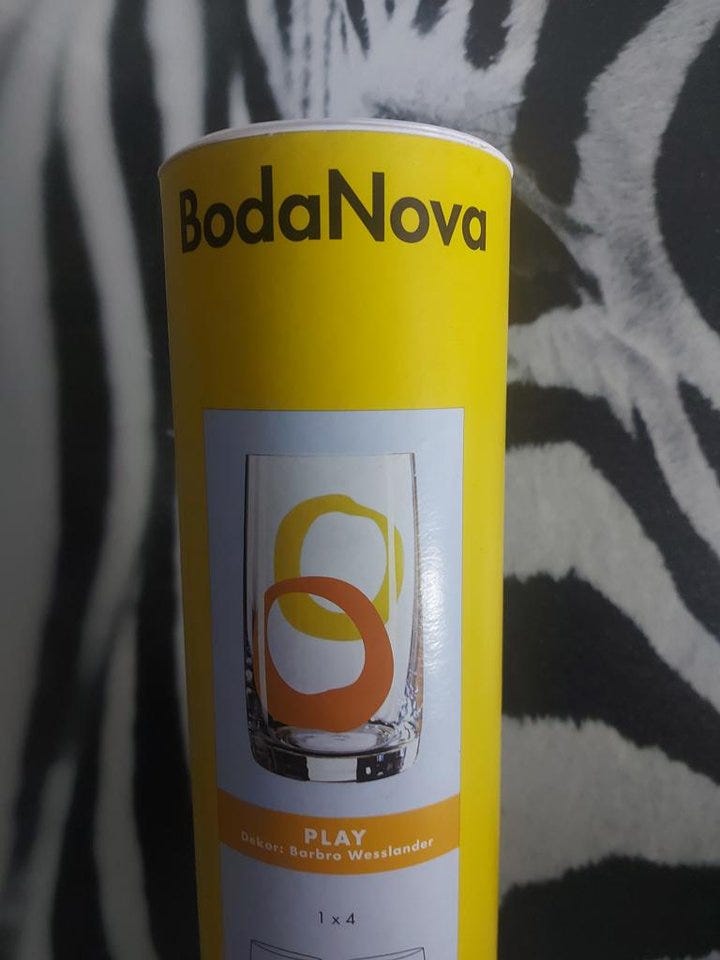 BodaNova
PLAY
Dekor: Barbro Wesslander
1 x 4